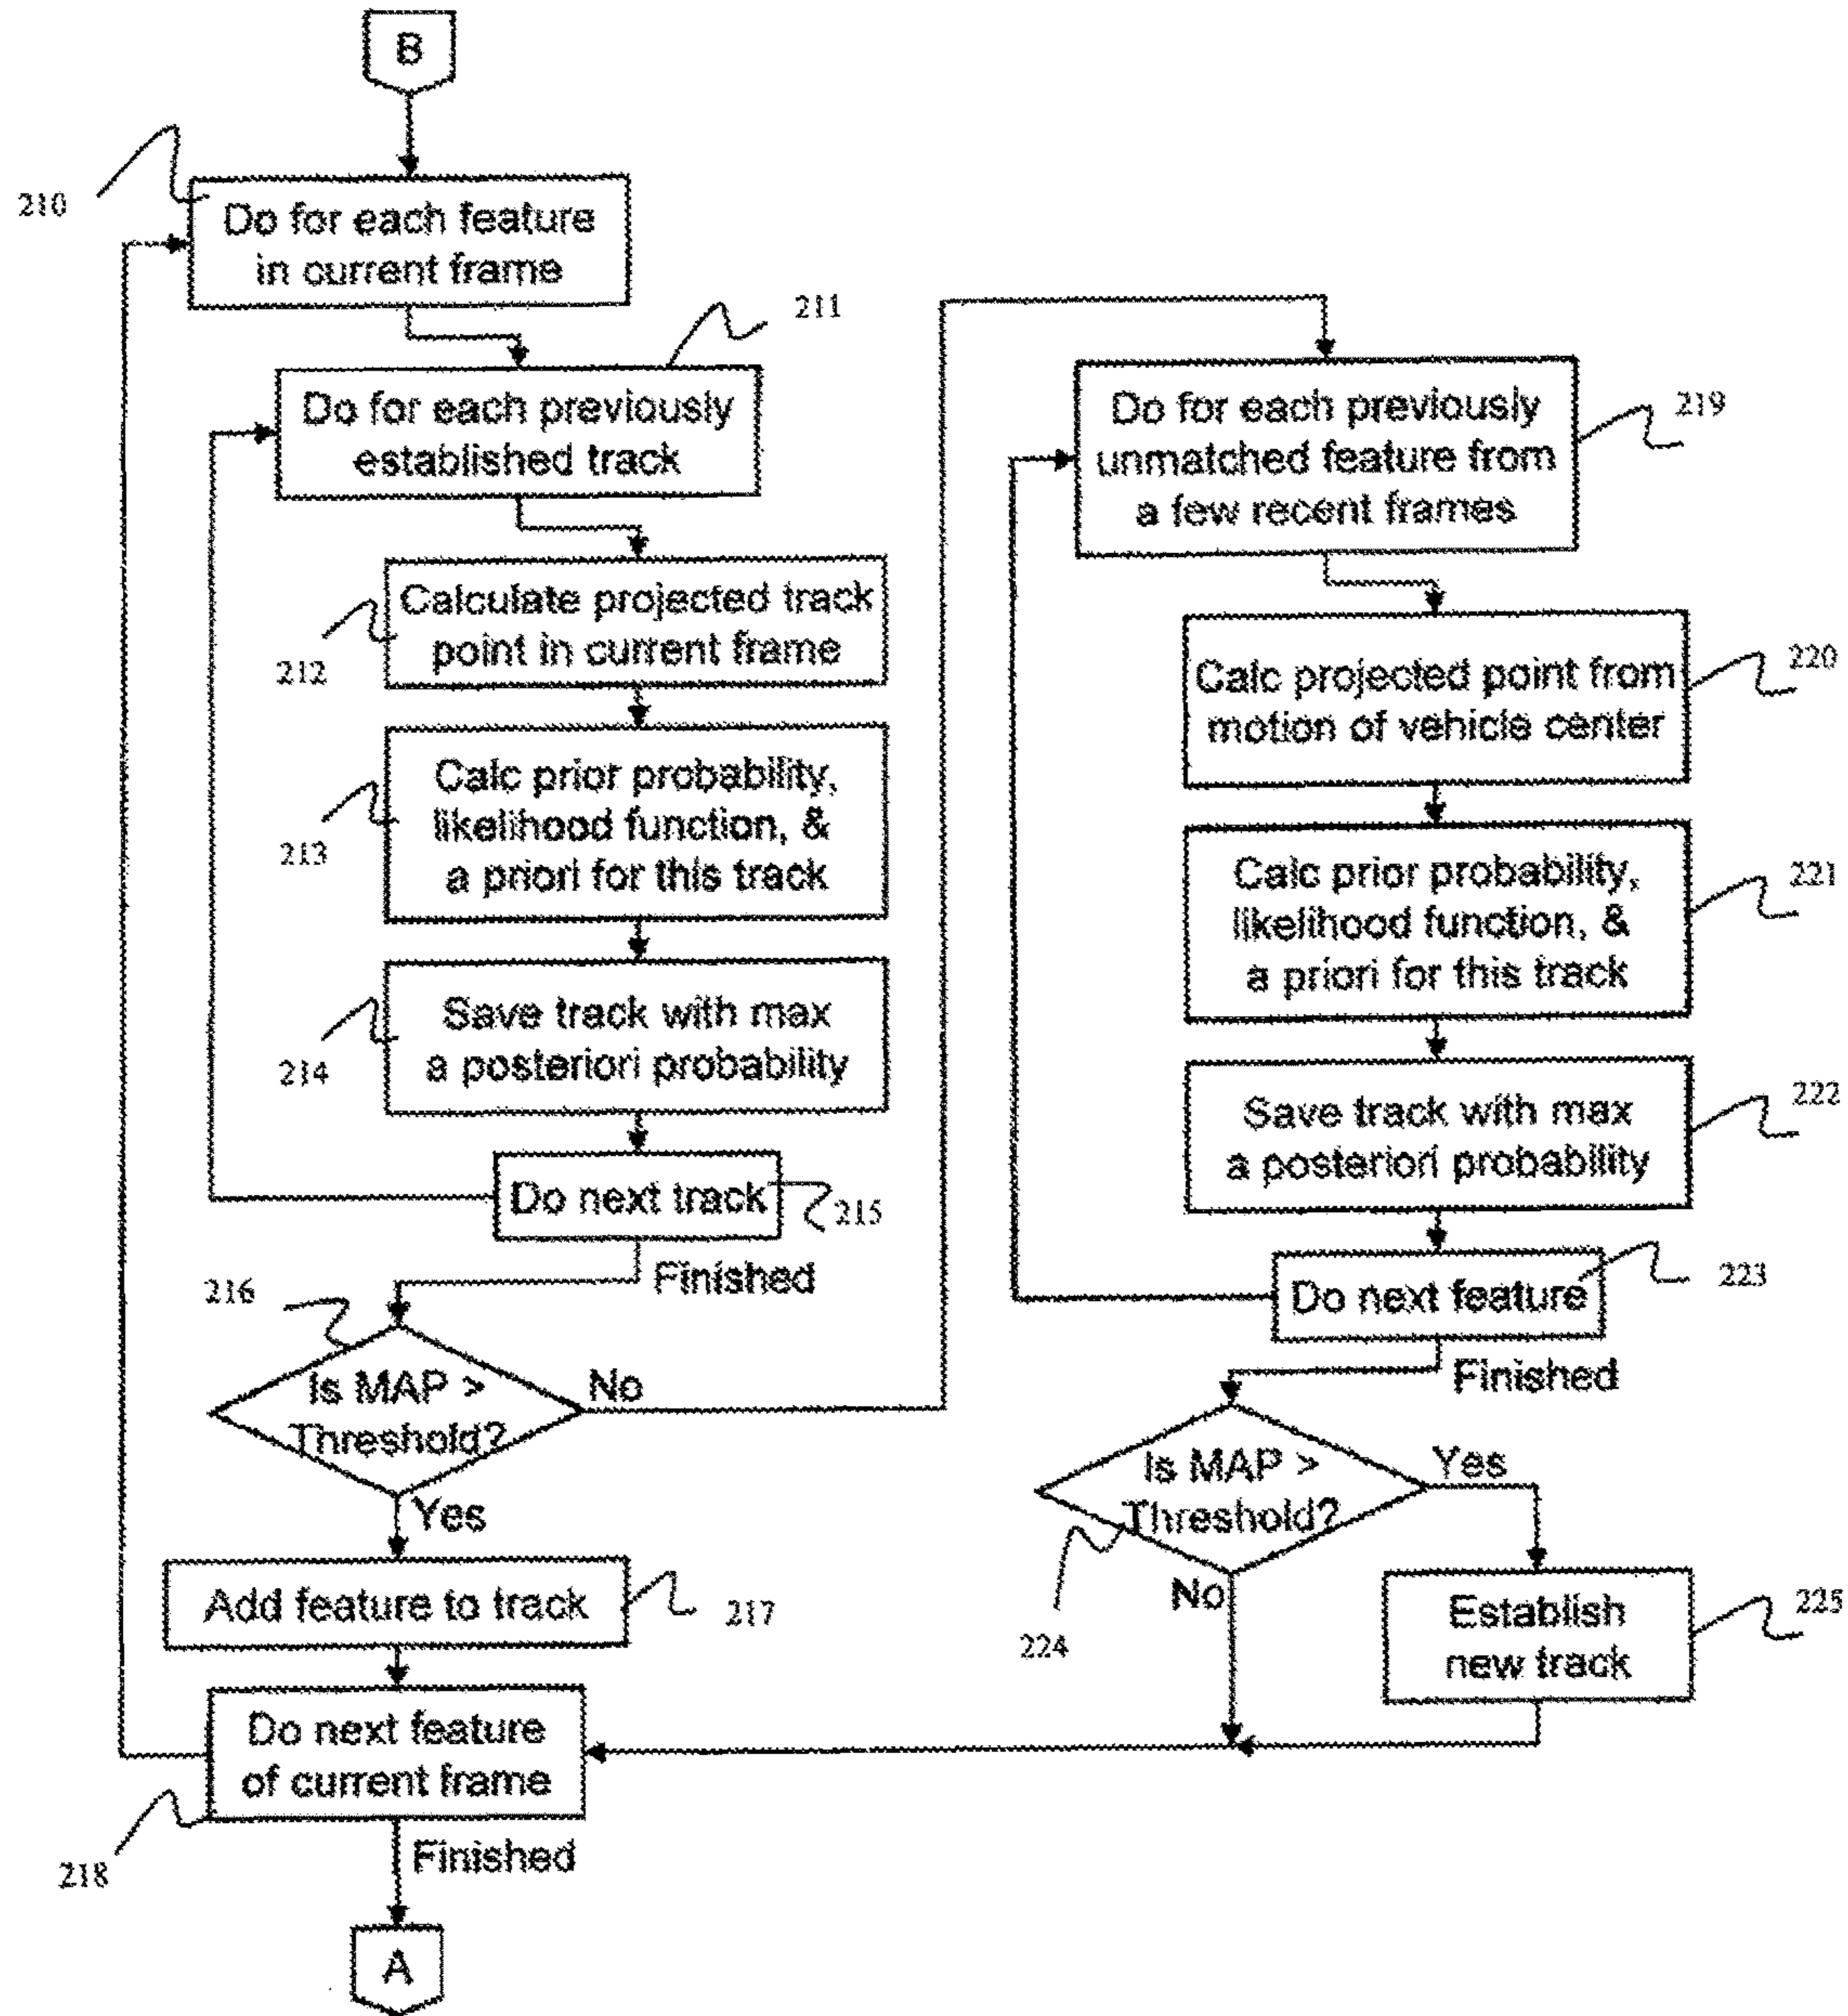 B
210
Do for each feature
in current frame
211
Do for each previously
established track
212
Calculate projected track
point in current frame
213
Calc prior probability,
likelihood function, &
a priori for this track
214
Save track with max
a posteriori probability
Do next track
215
Finished
216
Is MAP >
Threshold?
No
Yes
Add feature to track
217
Do next feature
of current frame
218
Finished
A
Do for each previously
unmatched feature from
a few recent frames
219
Calc projected point from
motion of vehicle center
220
Calc prior probability,
likelihood function, &
a priori for this track
221
Save track with max
a posteriori probability
222
Do next feature
223
Finished
Is MAP >
Threshold?
Yes
No
224
Establish
new track
225